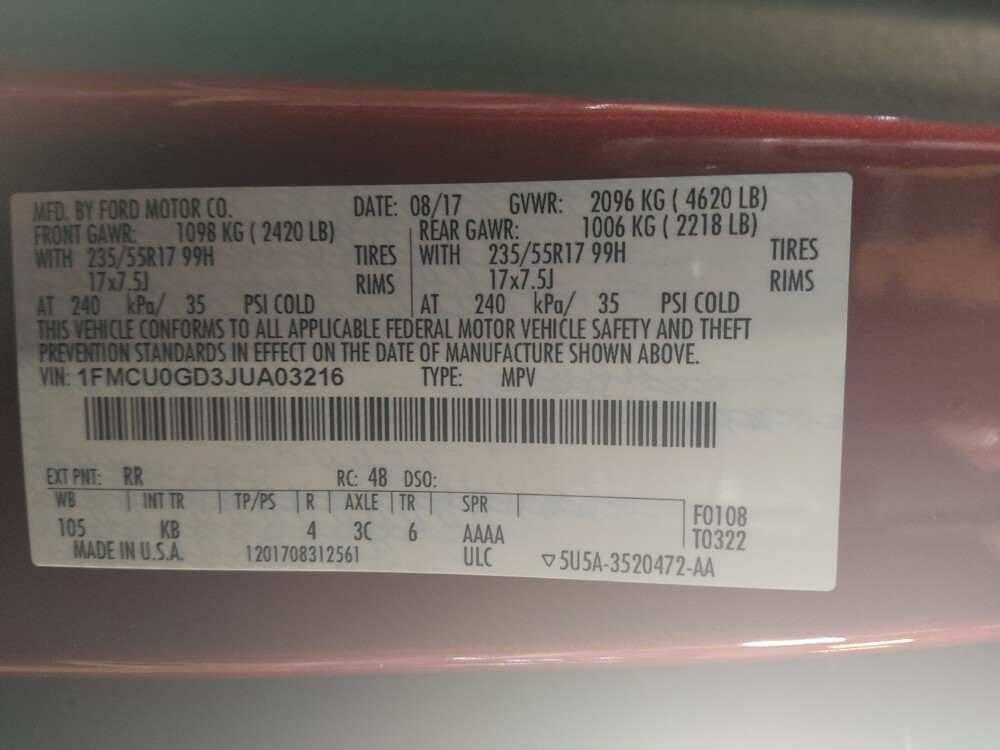 MFD. BY FORD MOTOR CO. DATE: 08/17 GVWR: 2096 KG ( 4620 LB)
FRONT GAWR: 1098 KG ( 2420 LB) REAR GAWR: 1006 KG ( 2218 LB)
WITH 235/55R17 99H TIRES WITH 235/55R17 99H TIRES
17x7.5J RIMS 17x7.5J RIMS
AT 240 kPa/ 35 PSI COLD AT 240 kPa/ 35 PSI COLD
THIS VEHICLE CONFORMS TO ALL APPLICABLE FEDERAL MOTOR VEHICLE SAFETY AND THEFT
PREVENTION STANDARDS IN EFFECT ON THE DATE OF MANUFACTURE SHOWN ABOVE.
VIN: 1FMCU0GD3JUA03216 TYPE: MPV
EXT PNT: RR RC: 48 DSO:
WB INT TR TP/PS R AXLE TR SPR F0108
105 KB 4 3C 6 AAAA T0322
MADE IN U.S.A. 1201708312561 ULC ▽5U5A-3520472-AA